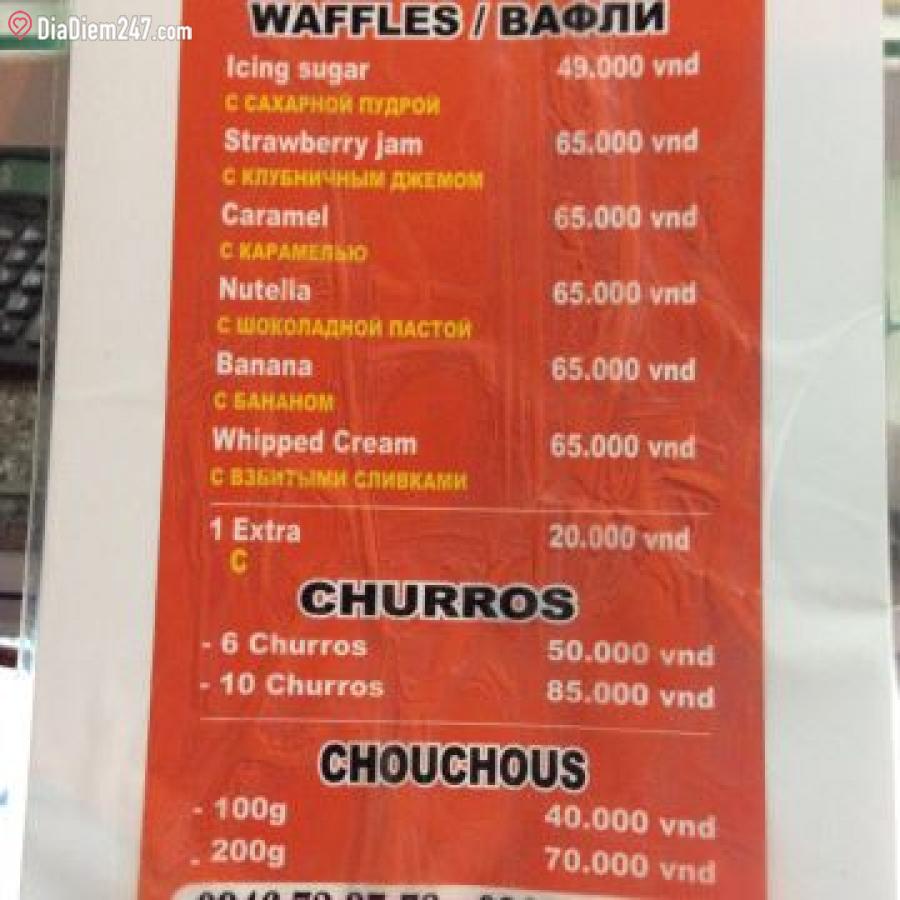 DiaDiem247.com
WAFFLES / ВАФЛИ
Icing sugar 49.000 vnd
С САХАРНОЙ ПУДРОЙ
Strawberry jam 65.000 vnd
С КЛУБНИЧНЫМ ДЖЕМОМ
Caramel 65.000 vnd
С КАРАМЕЛЬЮ
Nutella 65.000 vnd
С ШОКОЛАДНОЙ ПАСТОЙ
Banana 65.000 vnd
С БАНАНОМ
Whipped Cream 65.000 vnd
С ВЗБИТЫМИ СЛИВКАМИ
1 Extra 20.000 vnd
С
CHURROS
- 6 Churros 50.000 vnd
- 10 Churros 85.000 vnd
CHOUCHOUS
- 100g 40.000 vnd
- 200g 70.000 vnd